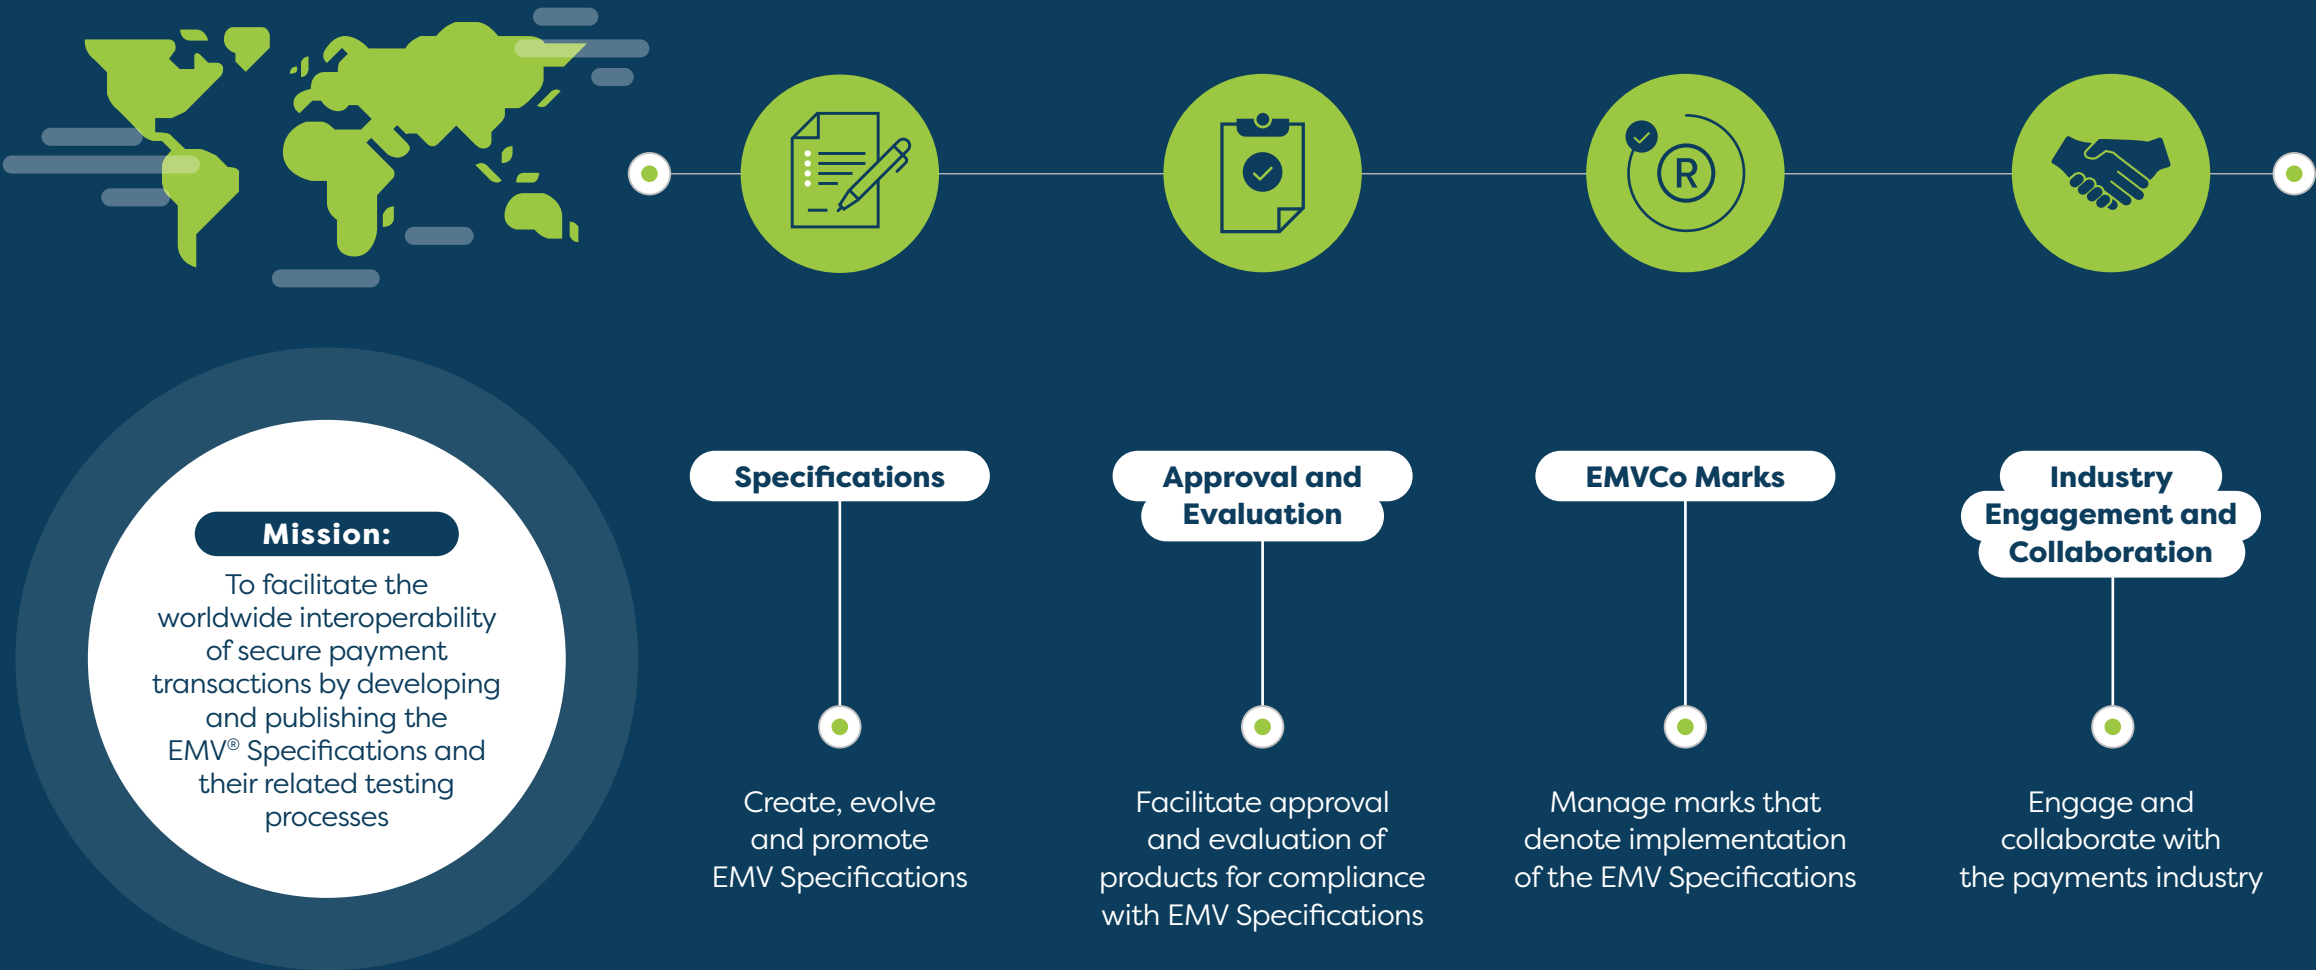 Mission:
To facilitate the
worldwide interoperability
of secure payment
transactions by developing
and publishing the
EMV® Specifications and
their related testing
processes
Specifications
Create, evolve
and promote
EMV Specifications
Approval and
Evaluation
Facilitate approval
and evaluation of
products for compliance
with EMV Specifications
R
EMVCo Marks
Manage marks that
denote implementation
of the EMV Specifications
Industry
Engagement and
Collaboration
Engage and
collaborate with
the payments industry